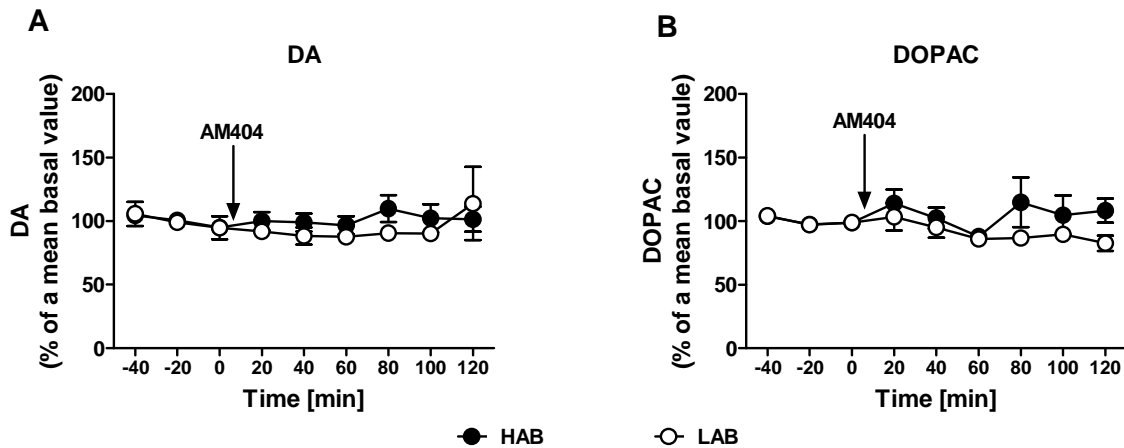 A
DA
DA
(% of a mean basal value)
200
150
100
50
0
AM404
-40 -20 0 20 40 60 80 100 120
Time [min]
B
DOPAC
DOPAC
(% of a mean basal vaule)
200
150
100
50
0
AM404
-40 -20 0 20 40 60 80 100 120
Time [min]
HAB
LAB